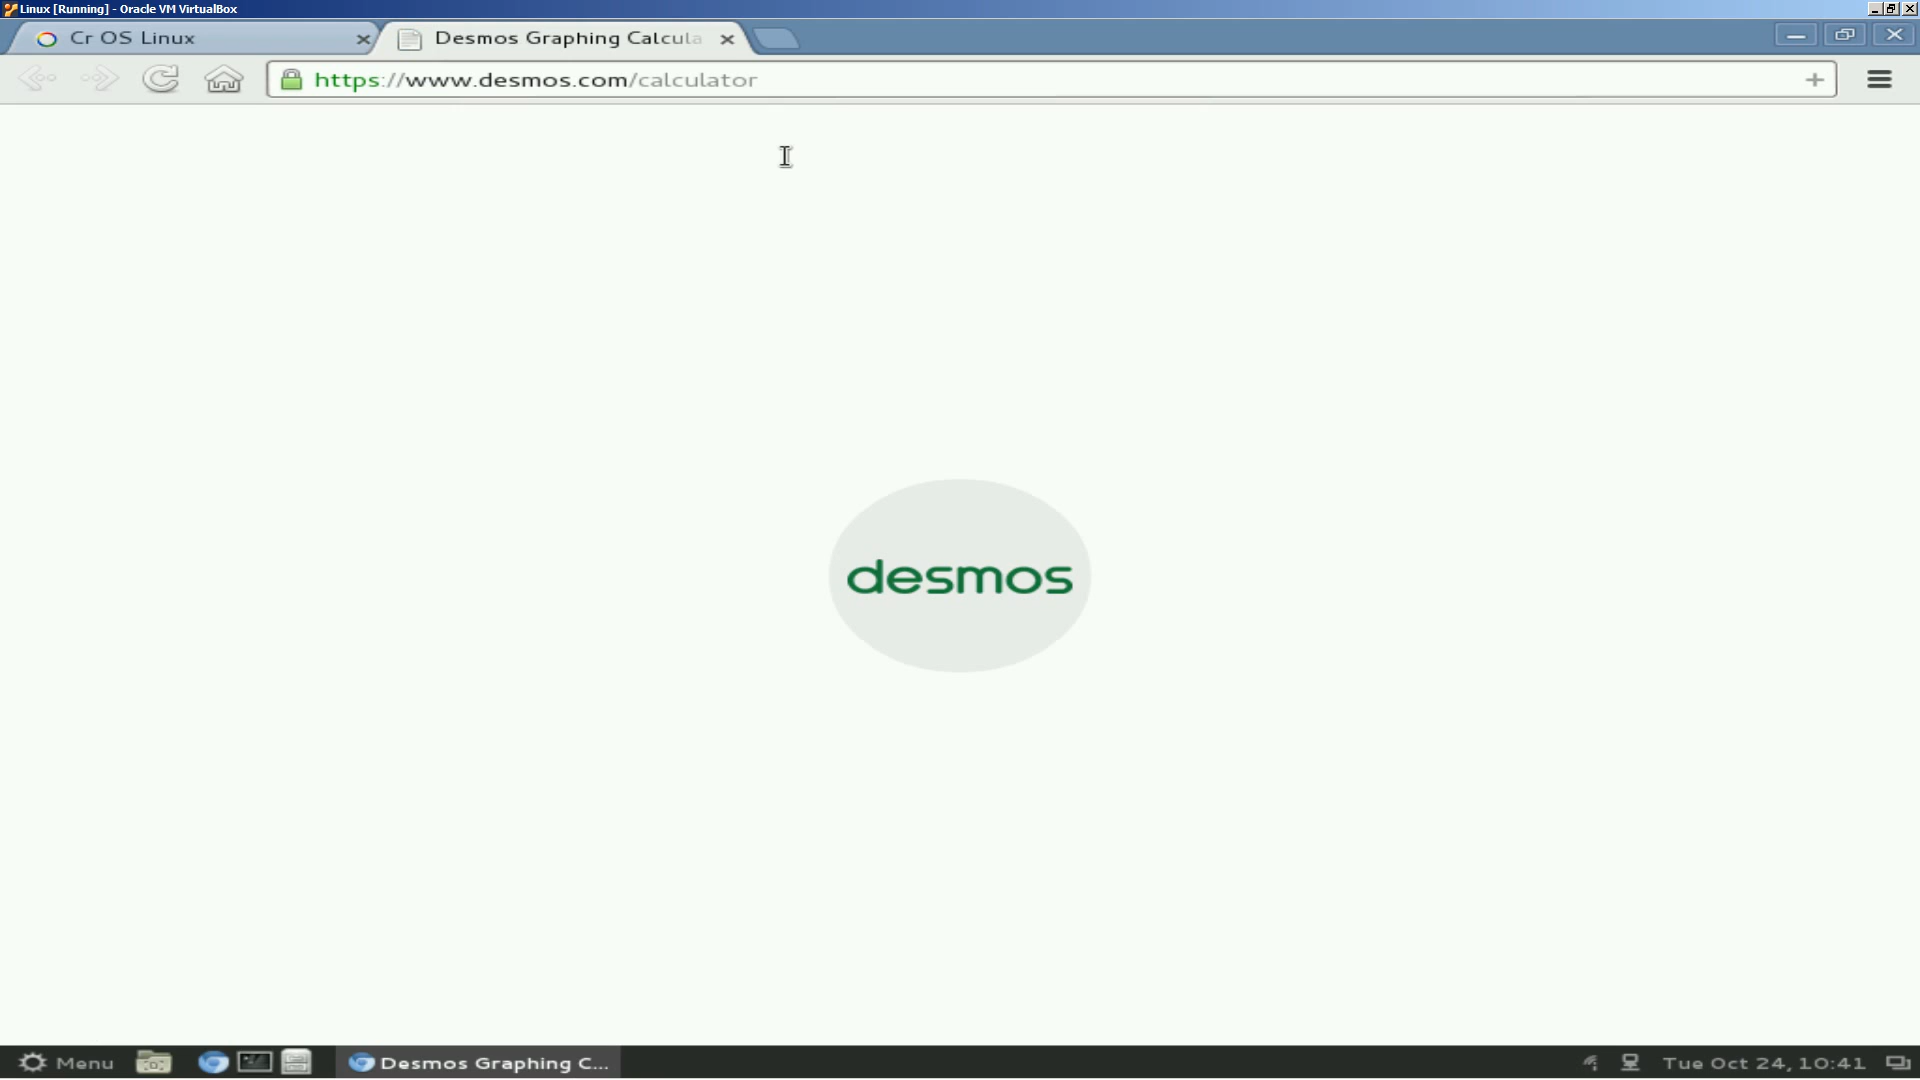 Linux [Running] - Oracle VM VirtualBox
Cr OS Linux
Desmos Graphing Calcula
https://www.desmos.com/calculator
desmos
Menu
Desmos Graphing C...
Tue Oct 24, 10:41